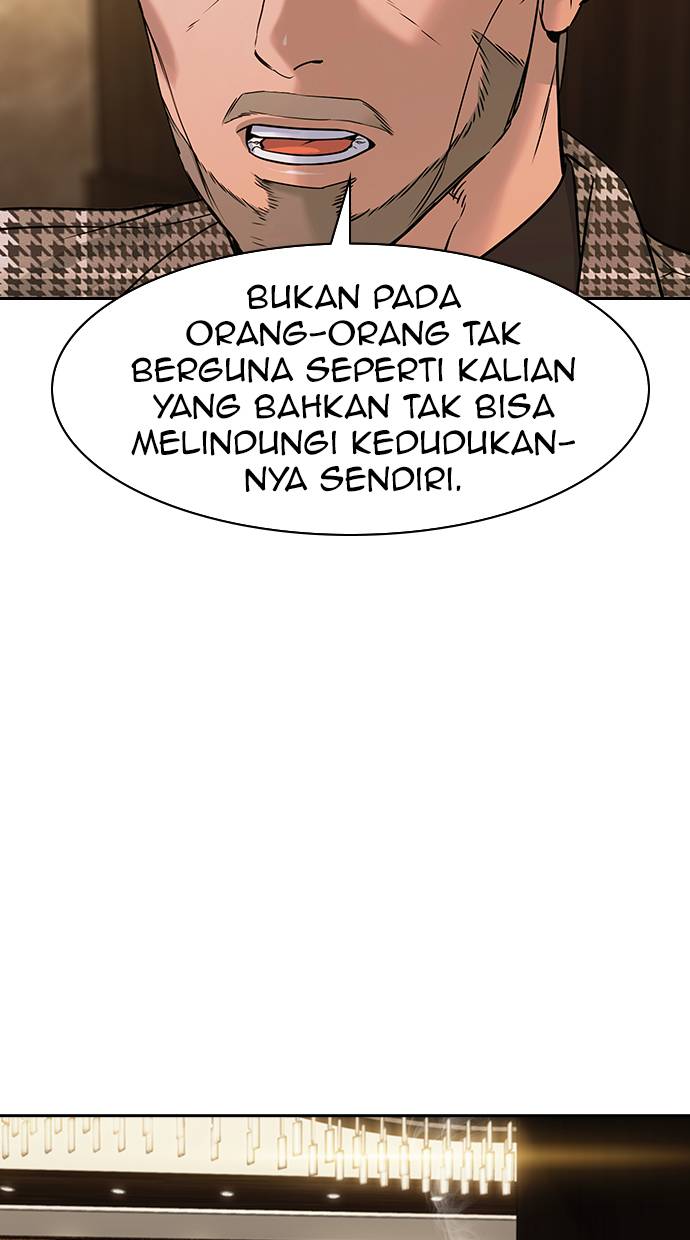 BUKAN PADA
ORANG-ORANG TAK
BERGUNA SEPERTI KALIAN
YANG BAHKAN TAK BISA
MELINDUNGI KEDUDUKAN-
NYA SENDIRI.